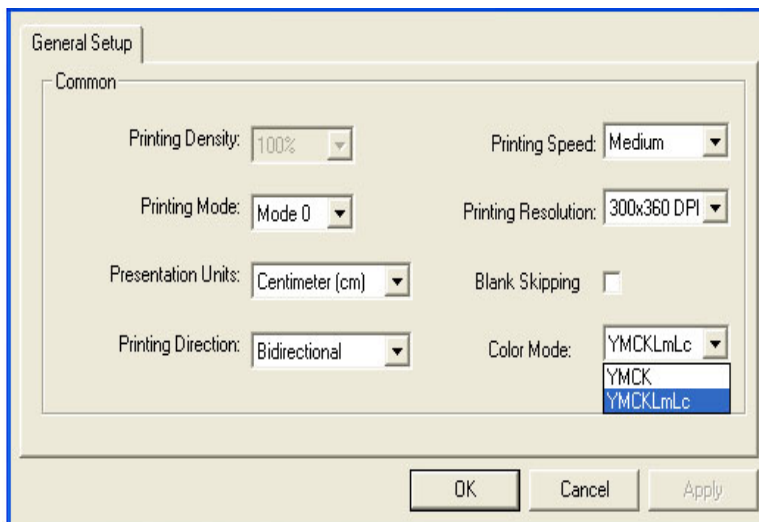 General Setup
Common
Printing Density: 100%
Printing Speed: Medium
Printing Mode: Mode 0
Printing Resolution: 300x360 DPI
Presentation Units: Centimeter (cm)
Blank Skipping
Printing Direction: Bidirectional
Color Mode: YMCKLmLc
YMCK
YMCKLmLc
OK
Cancel
Apply